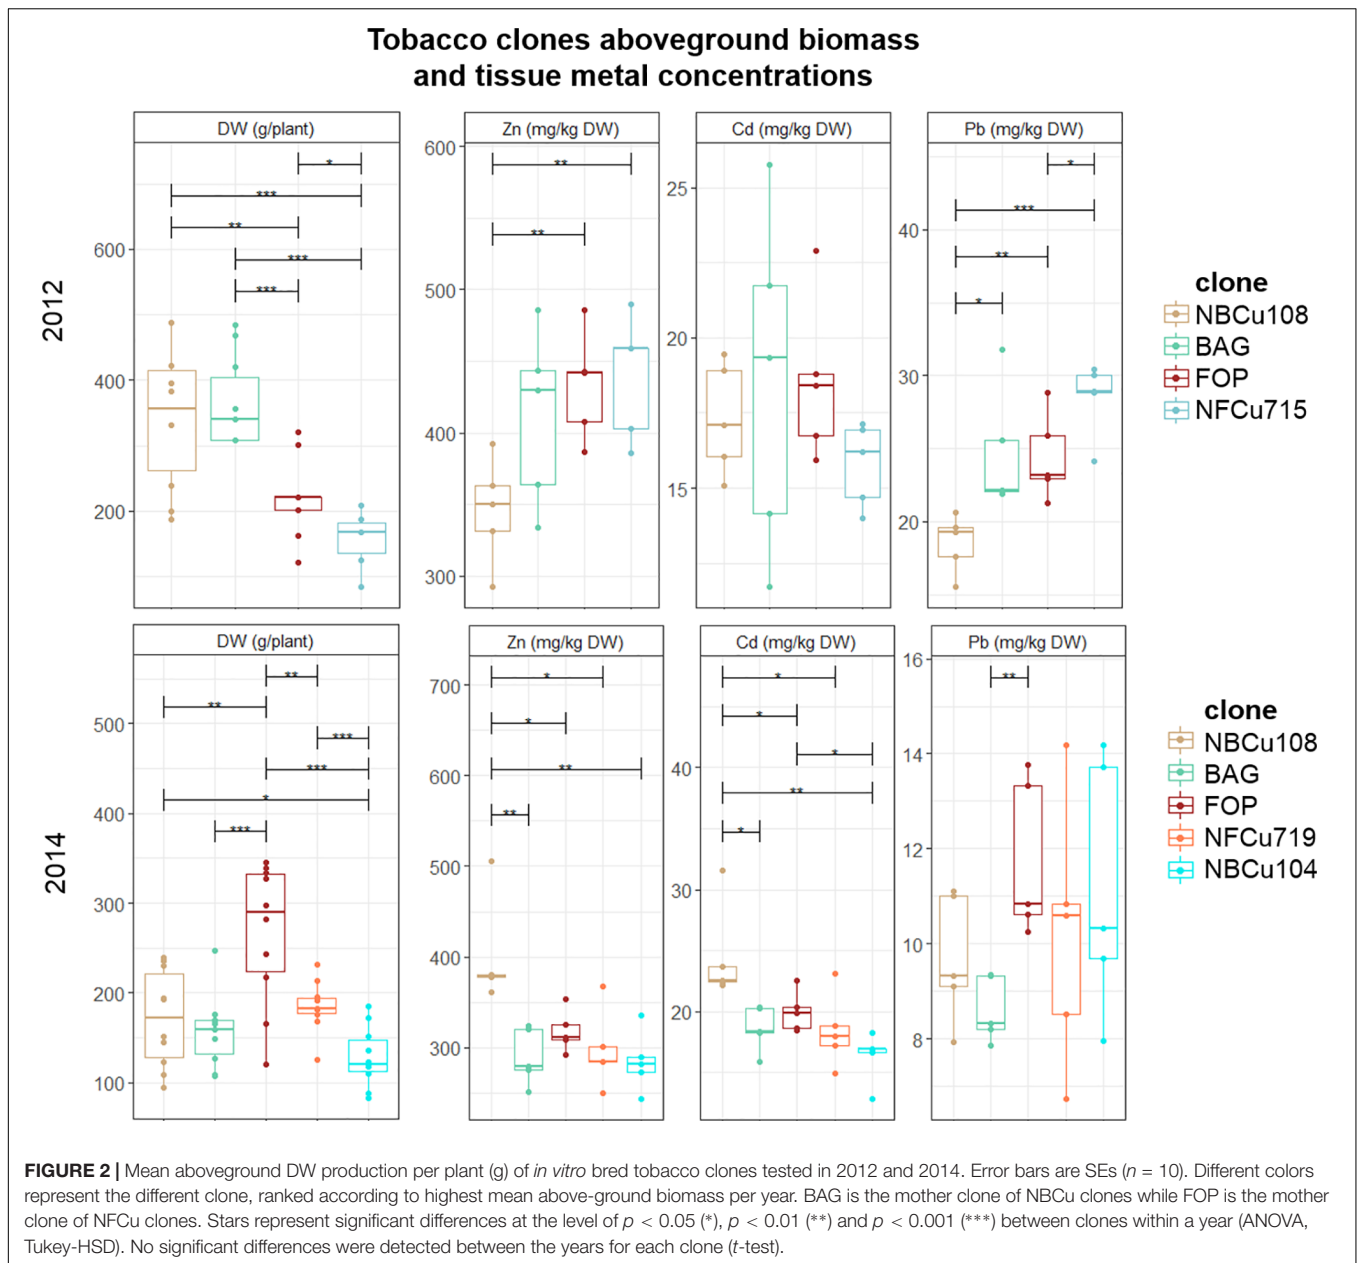 Tobacco clones aboveground biomass
and tissue metal concentrations
2012
DW (g/plant)
600
400
200
*
***
**
***
***
Zn (mg/kg DW)
600
500
400
300
**
**
Cd (mg/kg DW)
25
20
15
Pb (mg/kg DW)
40
30
20
*
***
**
*
clone
NBCu108
BAG
FOP
NFCu715
2014
DW (g/plant)
500
400
300
200
100
**
**
***
***
*
***
Zn (mg/kg DW)
700
600
500
400
300
*
*
**
**
Cd (mg/kg DW)
40
30
20
*
*
*
**
*
Pb (mg/kg DW)
16
14
12
10
8
**
clone
NBCu108
BAG
FOP
NFCu719
NBCu104
FIGURE 2 | Mean aboveground DW production per plant (g) of in vitro bred tobacco clones tested in 2012 and 2014. Error bars are SEs (n = 10). Different colors
represent the different clone, ranked according to highest mean above-ground biomass per year. BAG is the mother clone of NBCu clones while FOP is the mother
clone of NFCu clones. Stars represent significant differences at the level of p < 0.05 (*), p < 0.01 (**) and p < 0.001 (***) between clones within a year (ANOVA,
Tukey-HSD). No significant differences were detected between the years for each clone (t-test).